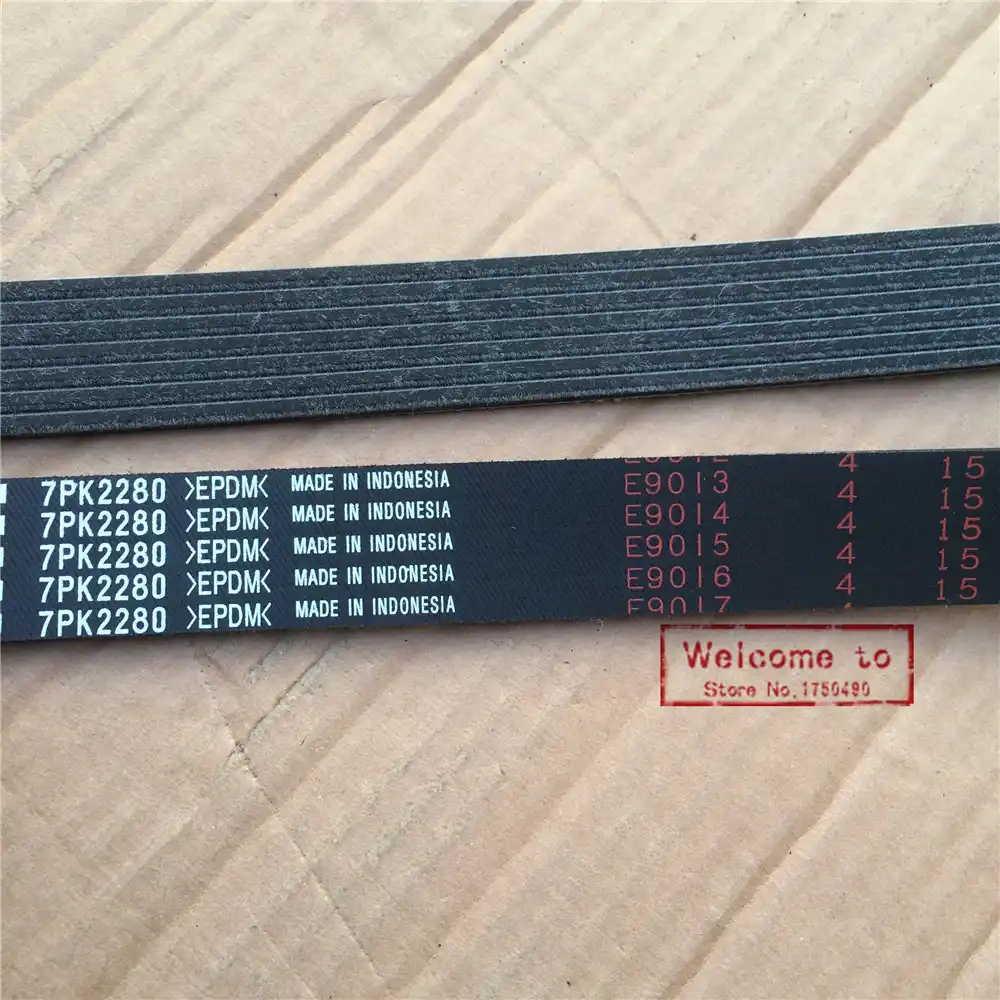 7PK2280 >EPDM< MADE IN INDONESIA E9013 4 15
7PK2280 >EPDM< MADE IN INDONESIA E9014 4 15
7PK2280 >EPDM< MADE IN INDONESIA E9015 4 15
7PK2280 >EPDM< MADE IN INDONESIA E9016 4 15
7PK2280 >EPDM< MADE IN INDONESIA E9017 15
Welcome to
Store No.1750490